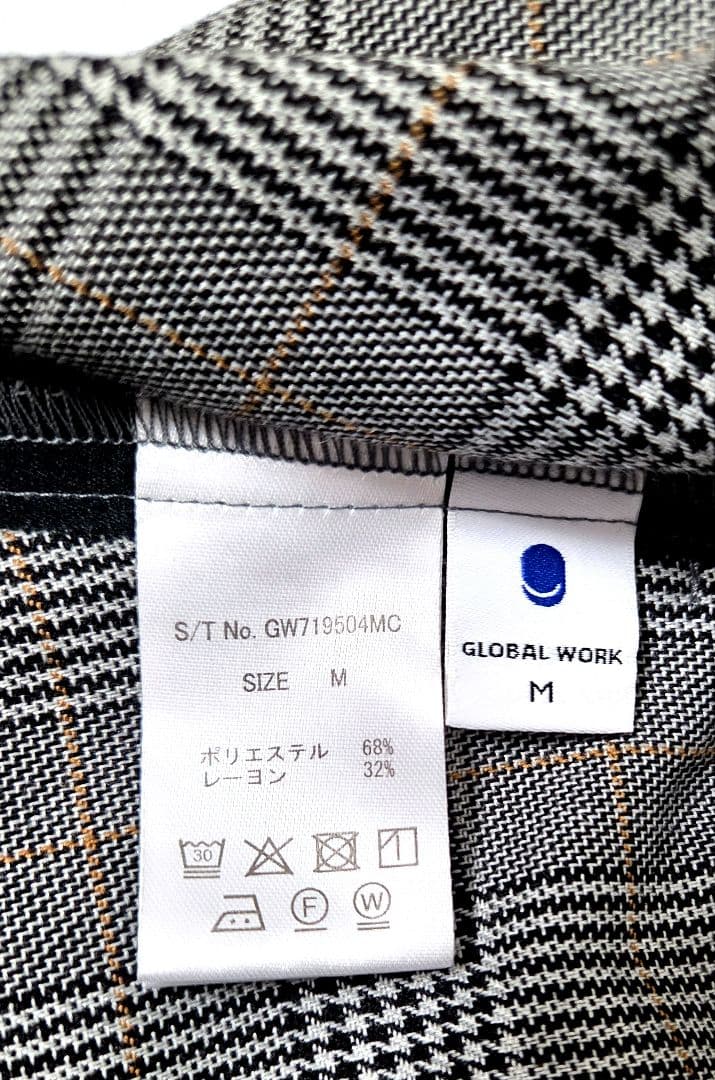 S/T No. GW719504MC
SIZE M
ポリエステル 68%
レーヨン 32%
30
F W
GLOBAL WORK
M